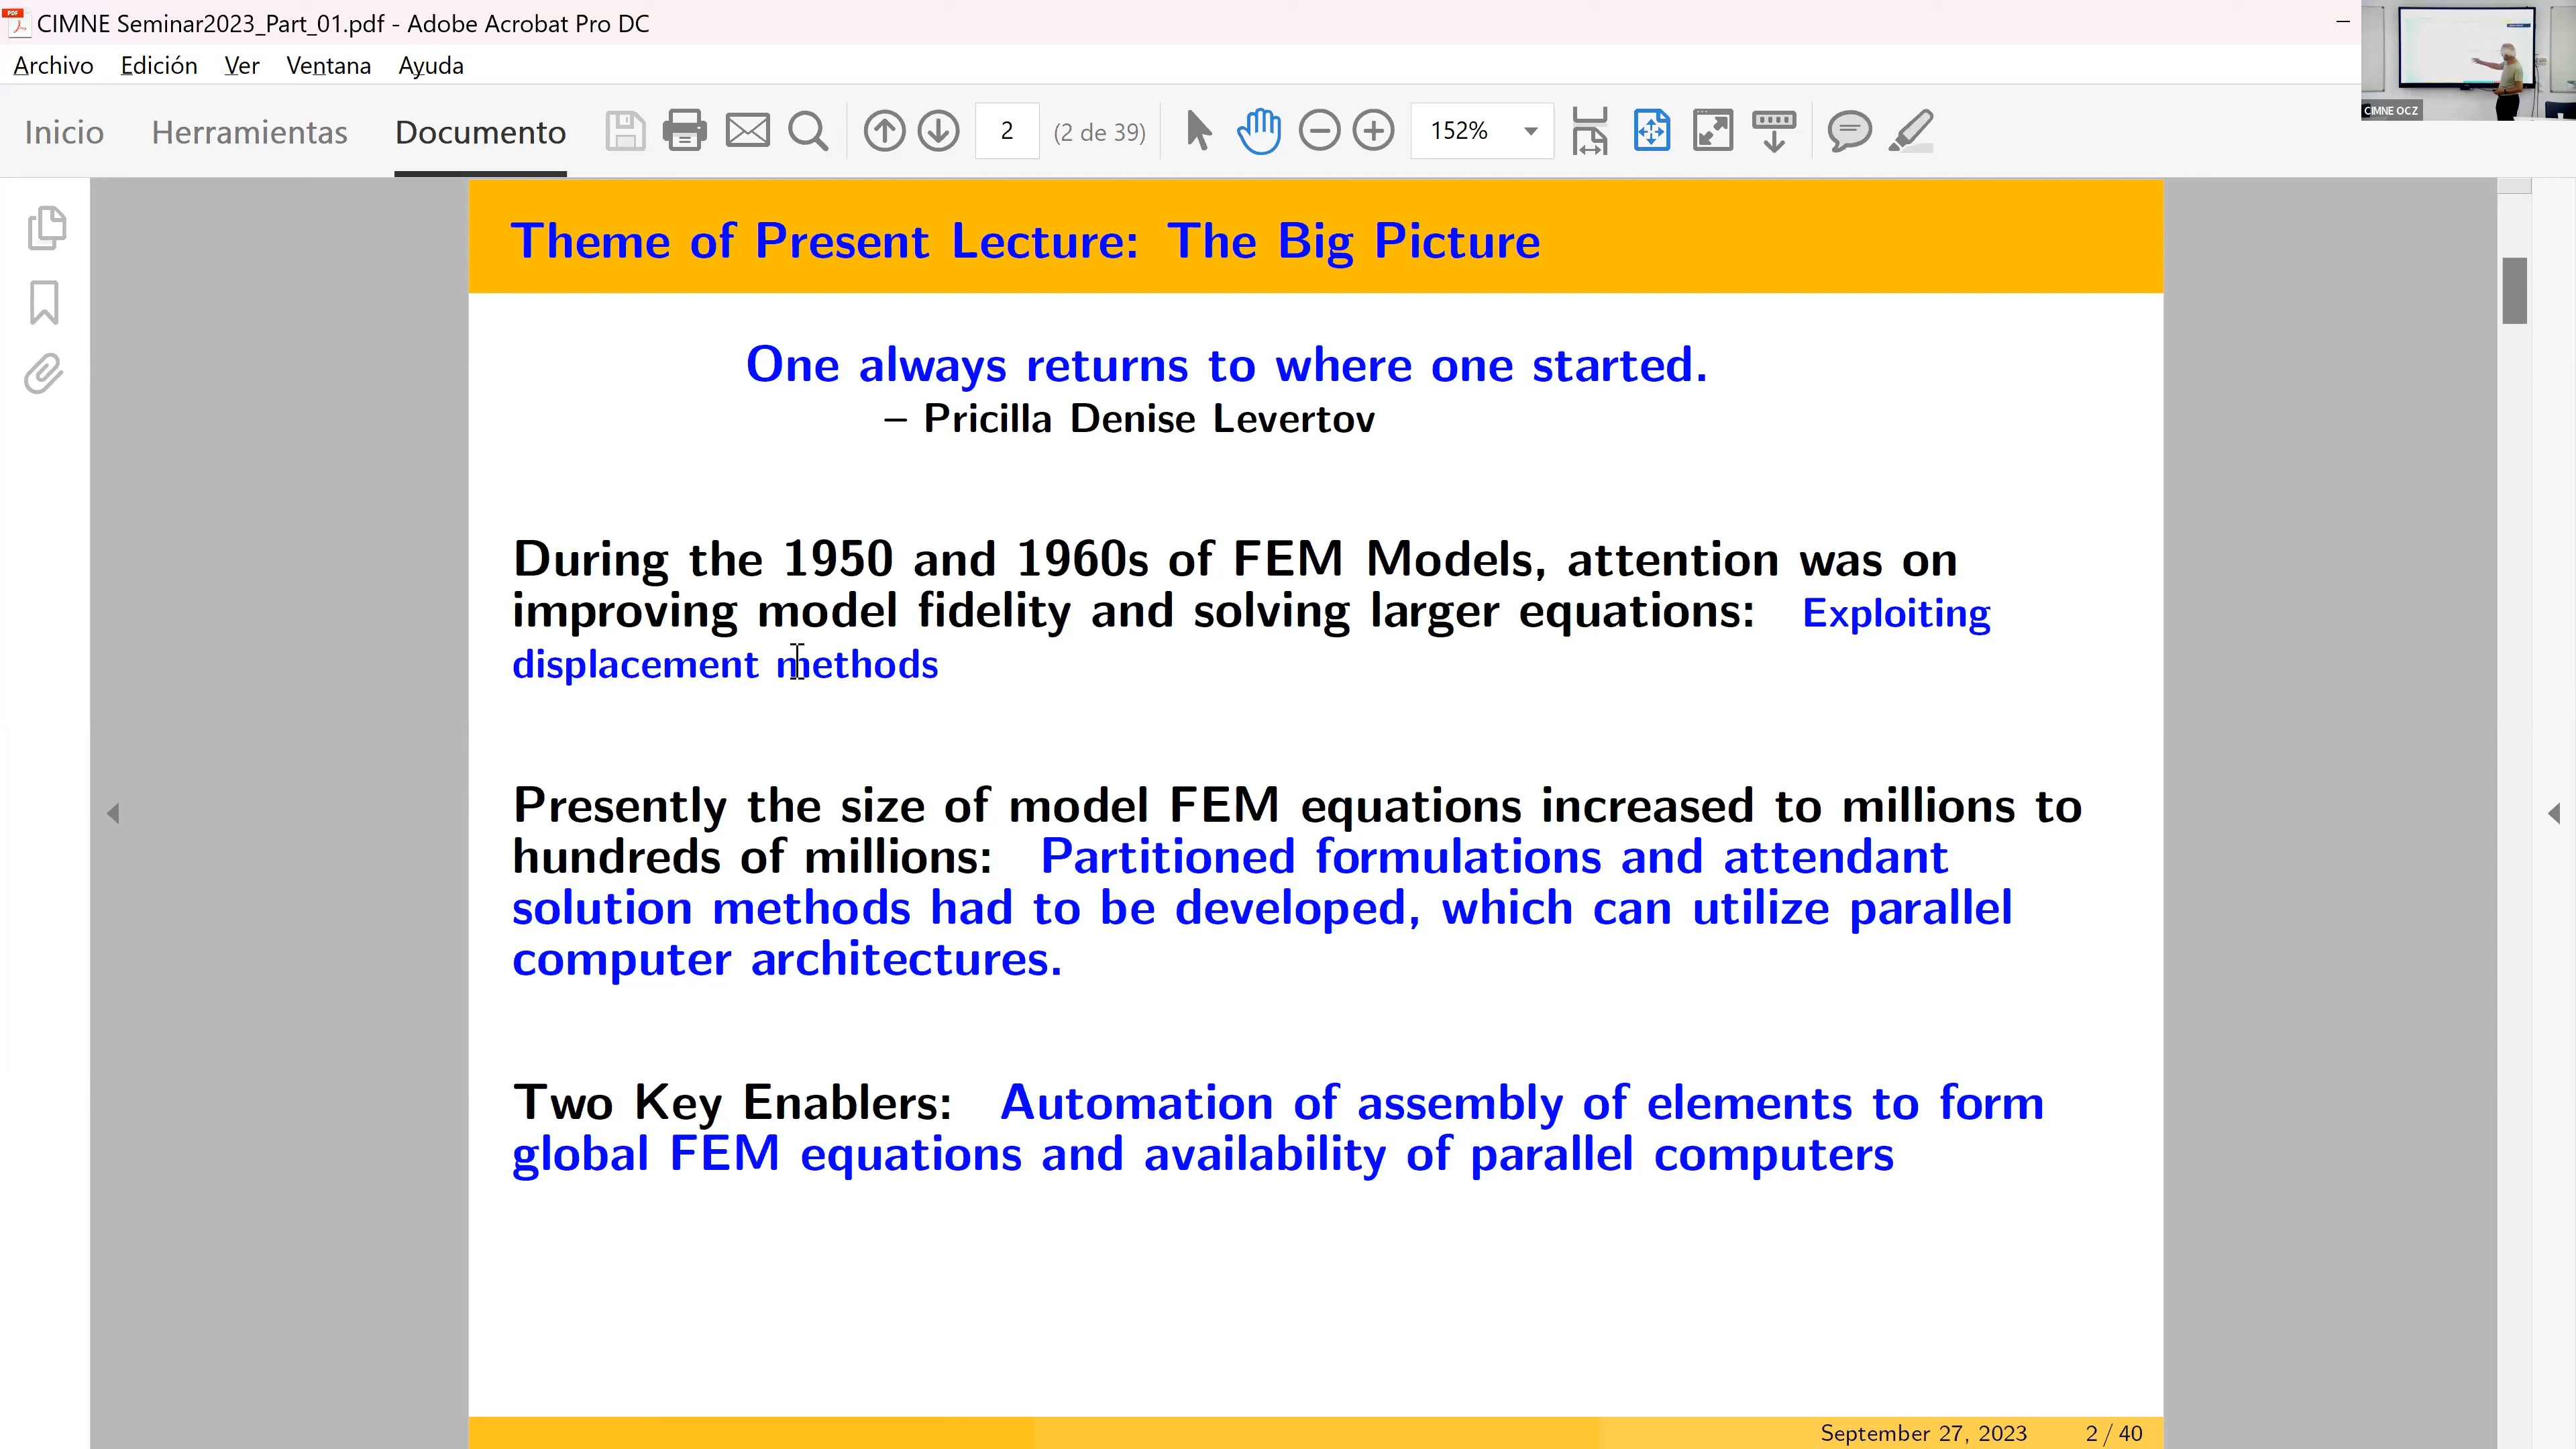 CIMNE Seminar2023_Part_01.pdf - Adobe Acrobat Pro DC
Archivo Edición Ver Ventana Ayuda
Inicio Herramientas Documento 2 (2 de 39) 152%
CIMNE OCZ
Theme of Present Lecture: The Big Picture
One always returns to where one started.
– Pricilla Denise Levertov
During the 1950 and 1960s of FEM Models, attention was on
improving model fidelity and solving larger equations: Exploiting
displacement methods
Presently the size of model FEM equations increased to millions to
hundreds of millions: Partitioned formulations and attendant
solution methods had to be developed, which can utilize parallel
computer architectures.
Two Key Enablers: Automation of assembly of elements to form
global FEM equations and availability of parallel computers
September 27, 2023 2 / 40